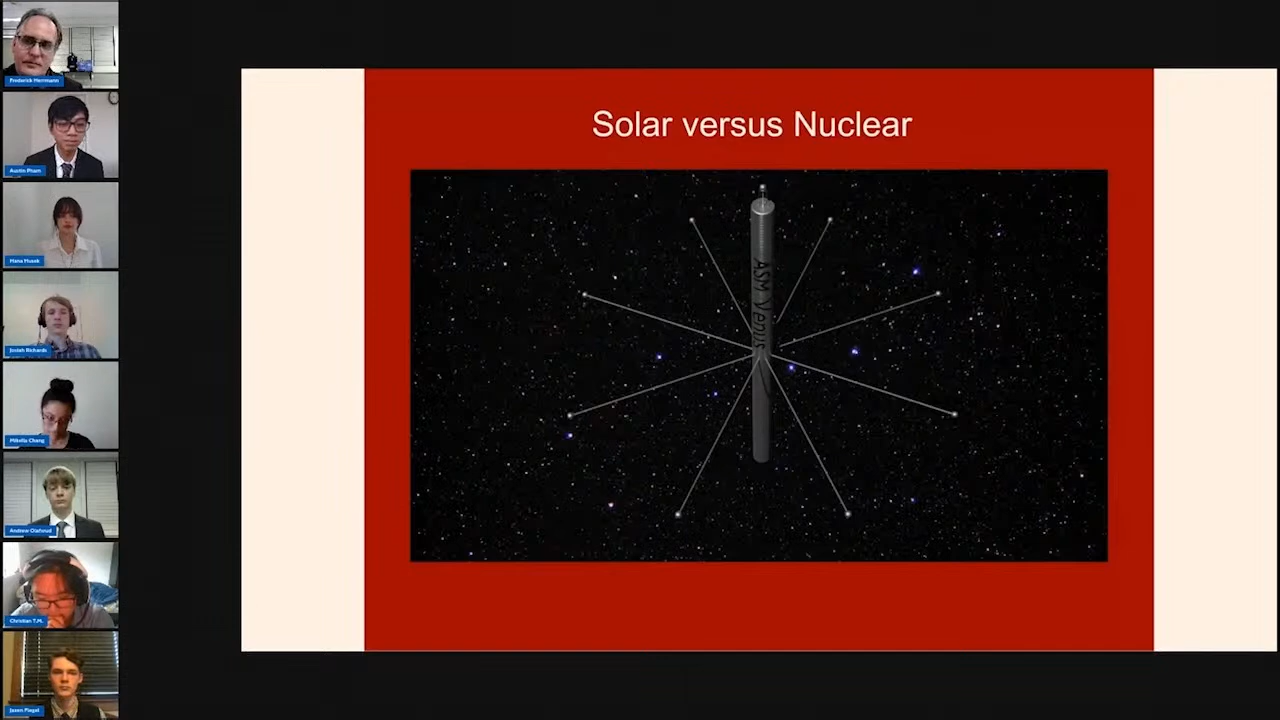 Frederick Herrmann
Austin Pham
Hana Husek
Josiah Richards
Mikella Cheng
Andrew Olafsrud
Christian T.M.
Jason Plagel
Solar versus Nuclear
ASM Venus